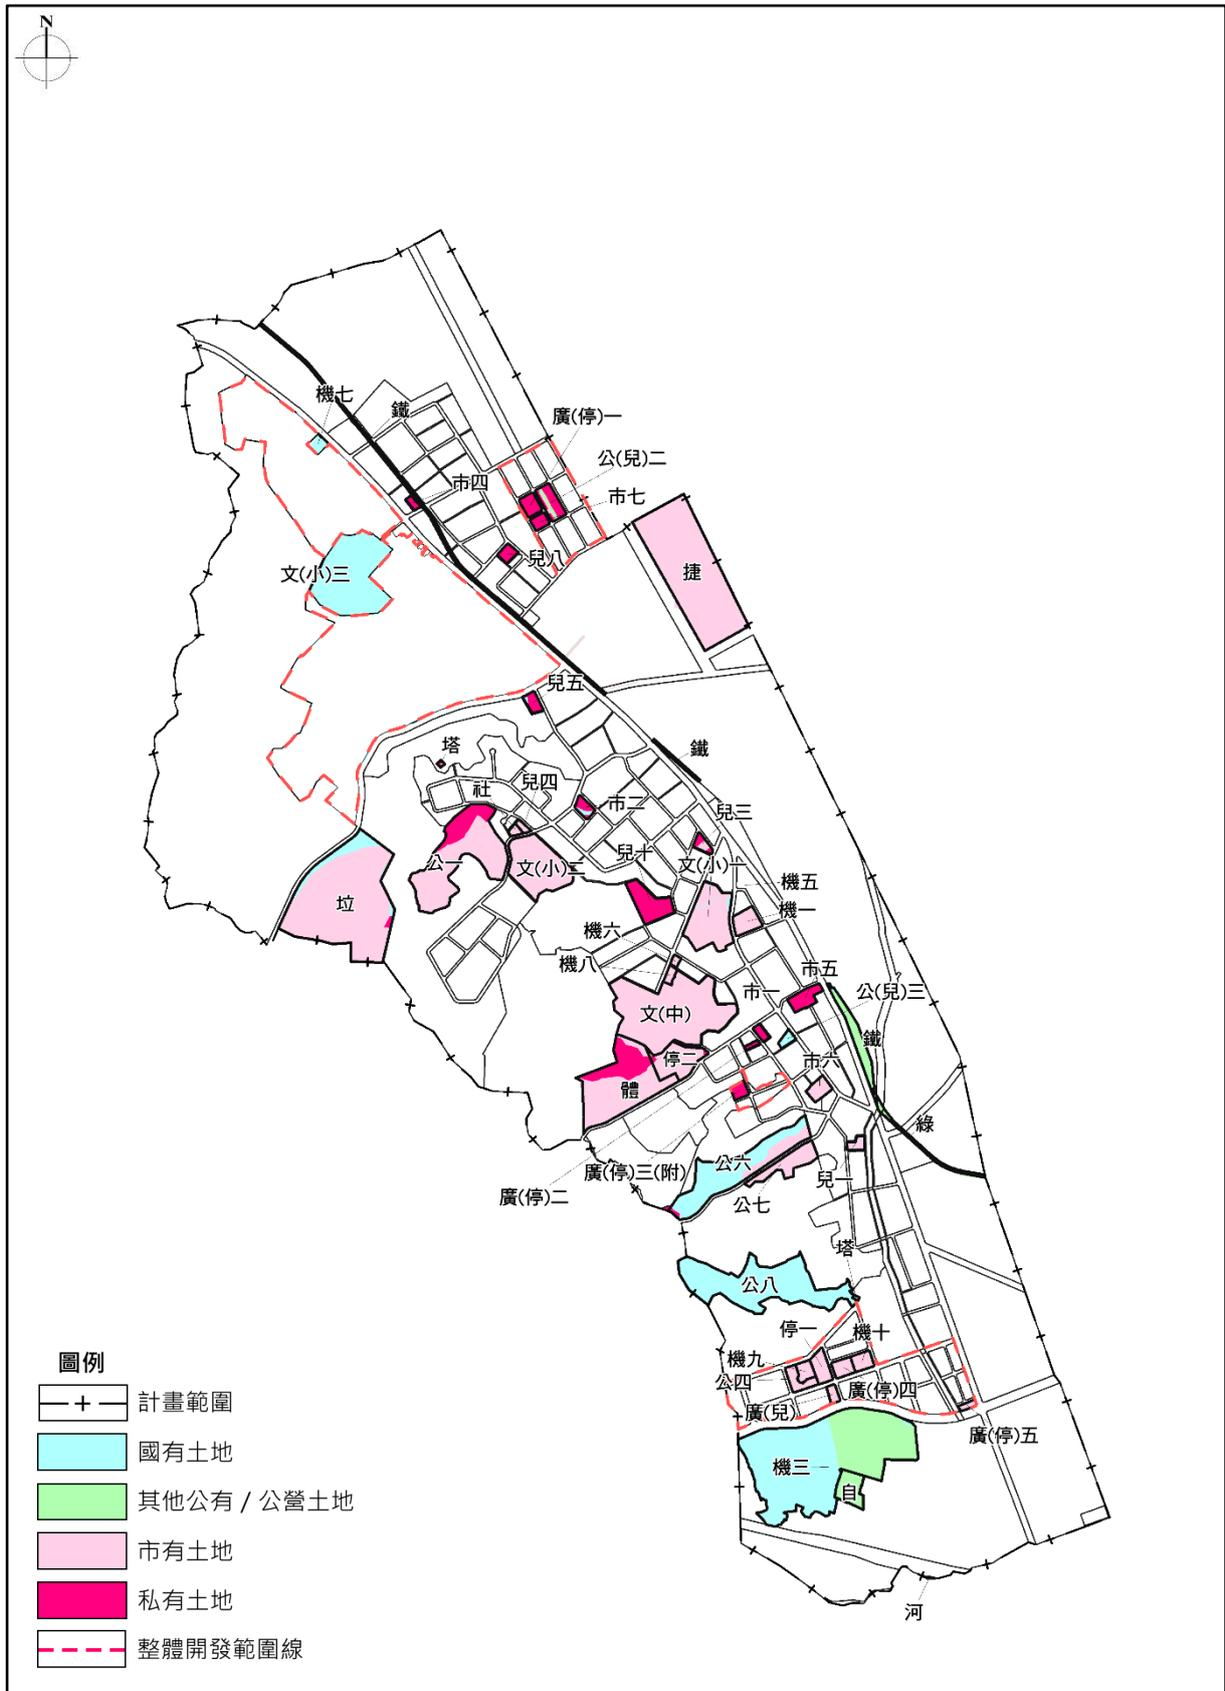 N
機七
鐵
廣(停)一
公(兒)二
市四
市七
兒八
捷
文(小)三
兒五
塔
鐵
社
兒四
市二
兒三
公一
文(小)二
兒十
文(小)一
機五
垃
機一
機六
機八
市五
市一
公(兒)三
文(中)
鐵
停二
市六
體
綠
公六
廣(停)三(附)
兒一
廣(停)二
公七
塔
公八
停一
機十
機九
公四
廣(停)四
廣(兒)
廣(停)五
機三
自
河
圖例
計畫範圍
國有土地
其他公有 / 公營土地
市有土地
私有土地
整體開發範圍線